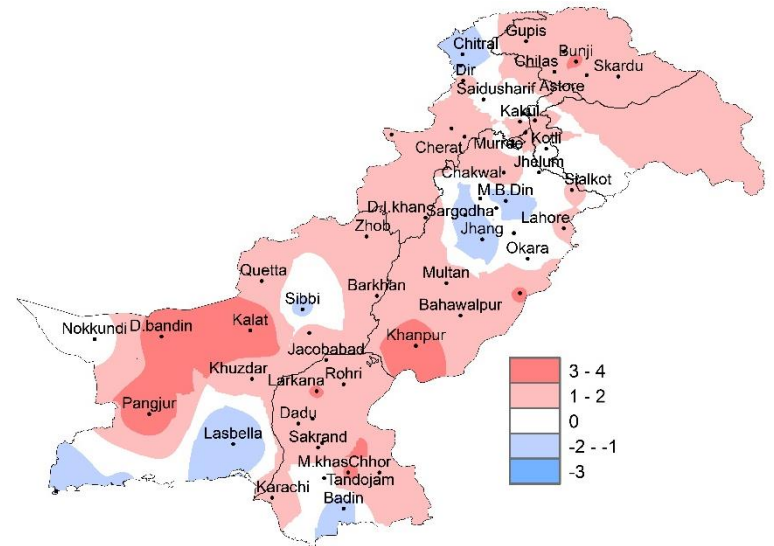 Gupis
Chitral
Bunji
Chilas
Skardu
Dir
Astore
Saidusharif
Kakul
Murree
Kotli
Cherat
Jhelum
Chakwal
Sialkot
M.B.Din
D.I.khan
Sargodha
Lahore
Zhob
Jhang
Okara
Quetta
Multan
Barkhan
Sibbi
Bahawalpur
Nokkundi
D.bandin
Kalat
Khanpur
Jacobabad
Khuzdar
Larkana
Rohri
Pangjur
Dadu
Lasbella
Sakrand
M.khas
Chhor
Tandojam
Karachi
Badin
3 - 4
1 - 2
0
-2 - -1
-3